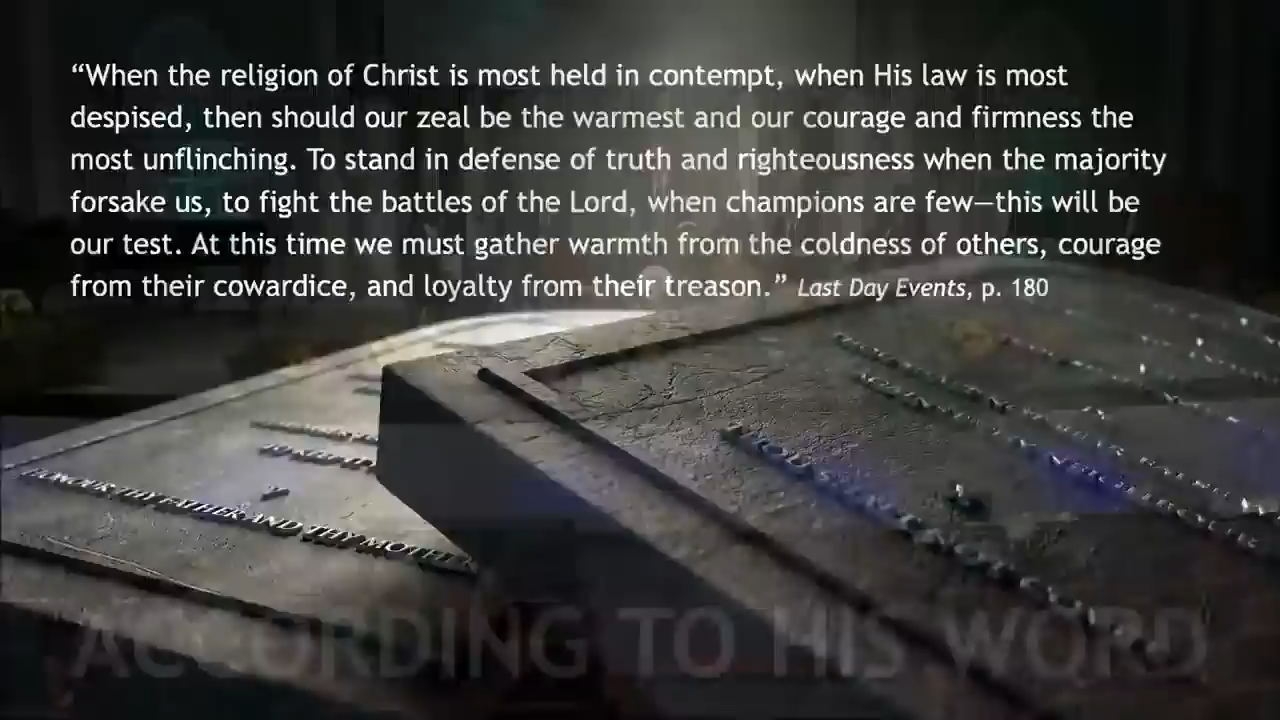 “When the religion of Christ is most held in contempt, when His law is most
despised, then should our zeal be the warmest and our courage and firmness the
most unflinching. To stand in defense of truth and righteousness when the majority
forsake us, to fight the battles of the Lord, when champions are few—this will be
our test. At this time we must gather warmth from the coldness of others, courage
from their cowardice, and loyalty from their treason.” Last Day Events, p. 180
HONOUR THY FATHER AND THY MOTHER
ACCORDING TO HIS WORD